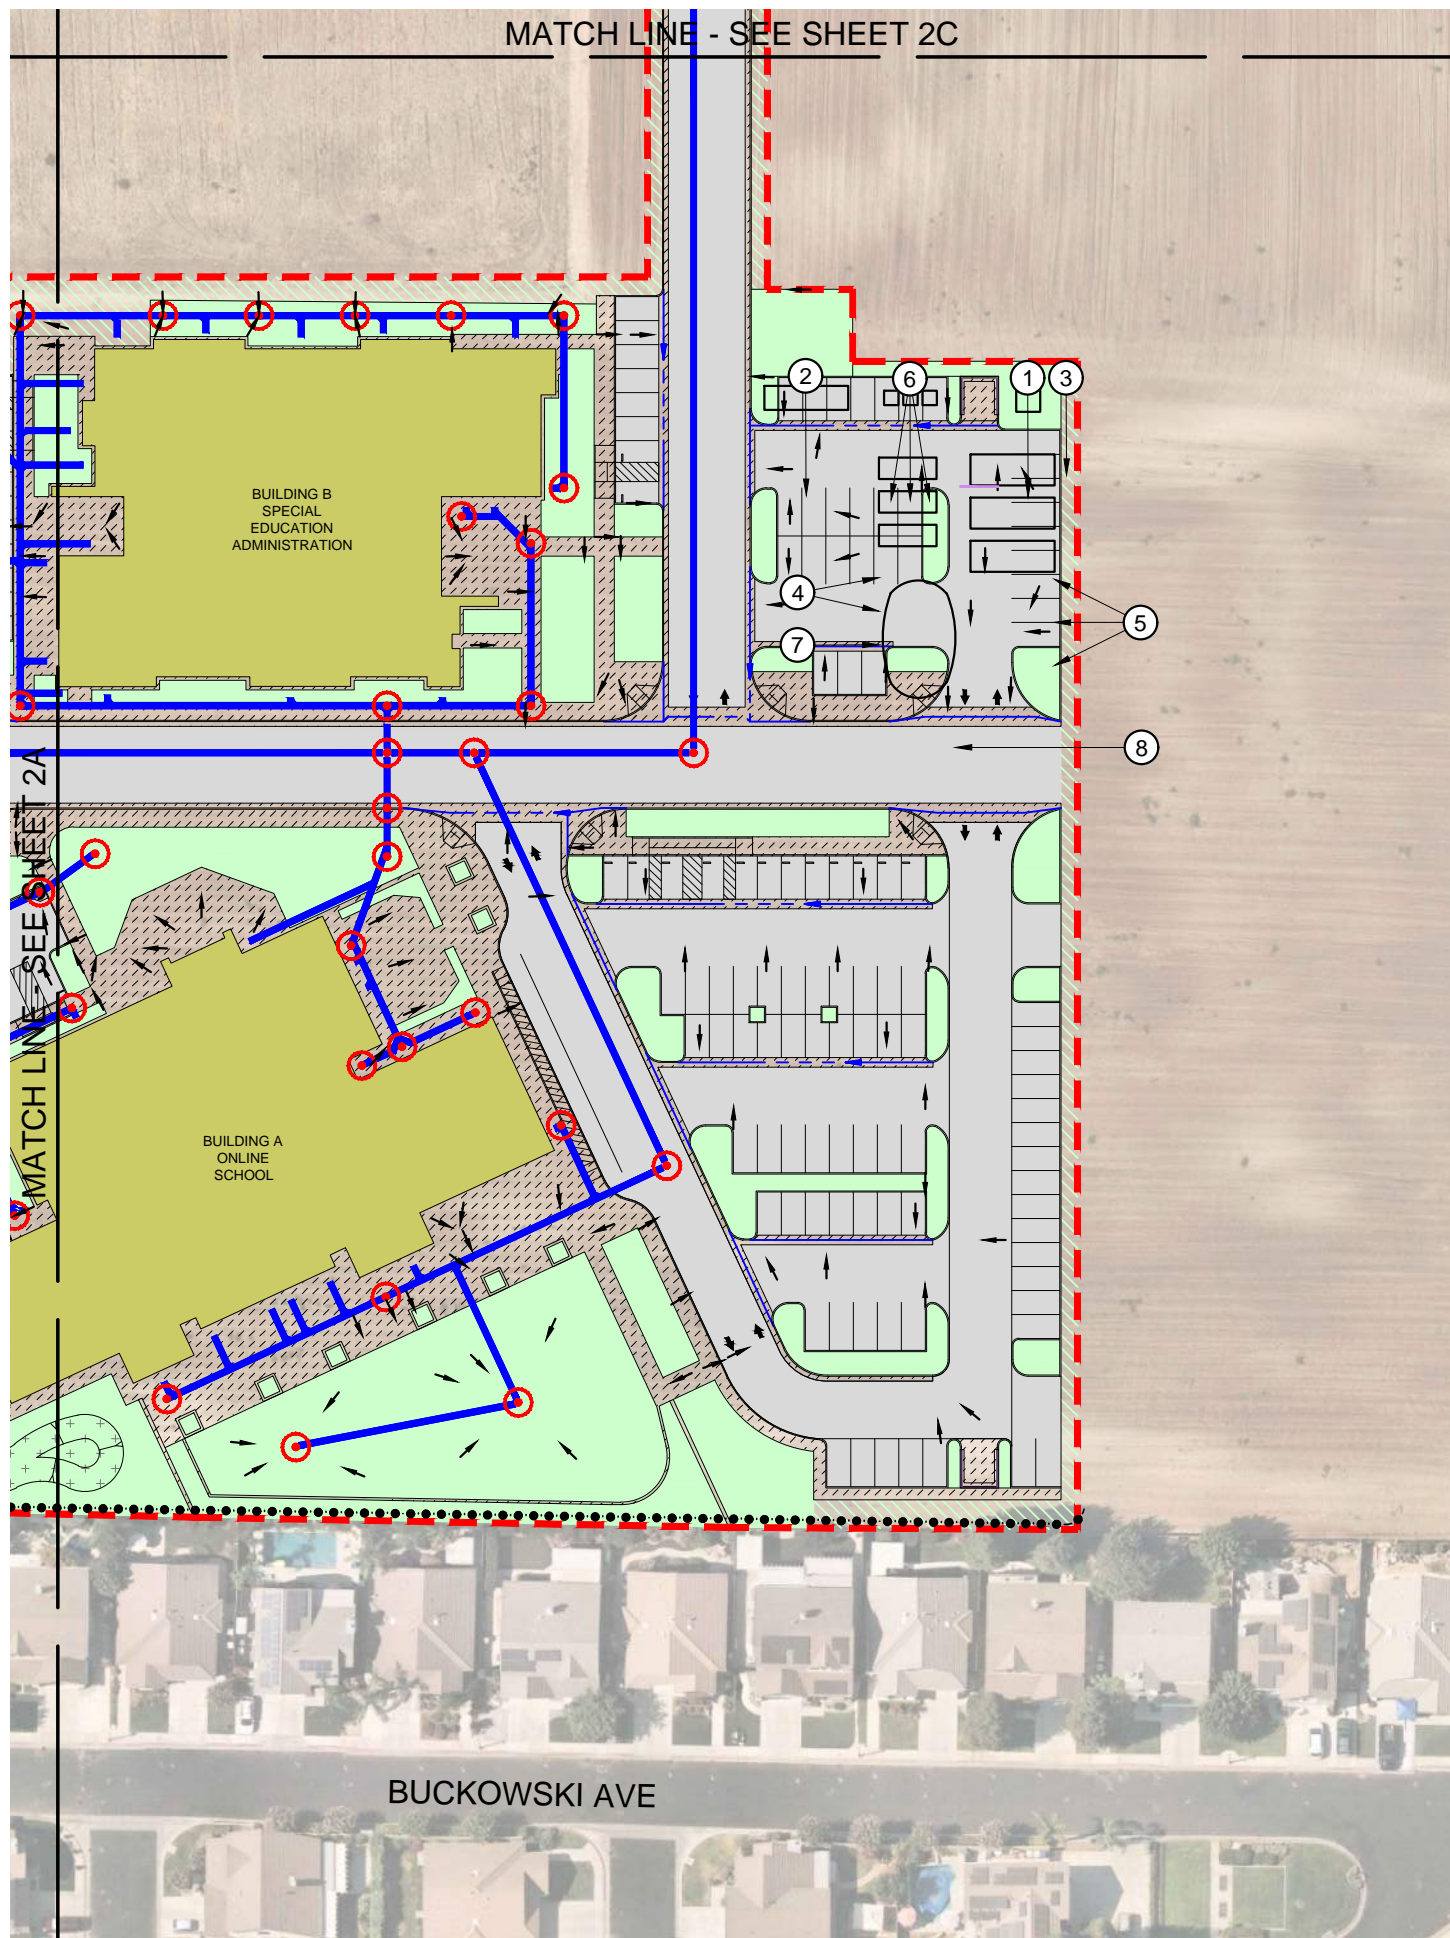 MATCH LINE - SEE SHEET 2C
2
6
1
3
BUILDING B
SPECIAL
EDUCATION
ADMINISTRATION
4
5
7
8
MATCH LINE - SEE SHEET 2A
BUILDING A
ONLINE
SCHOOL
BUCKOWSKI AVE